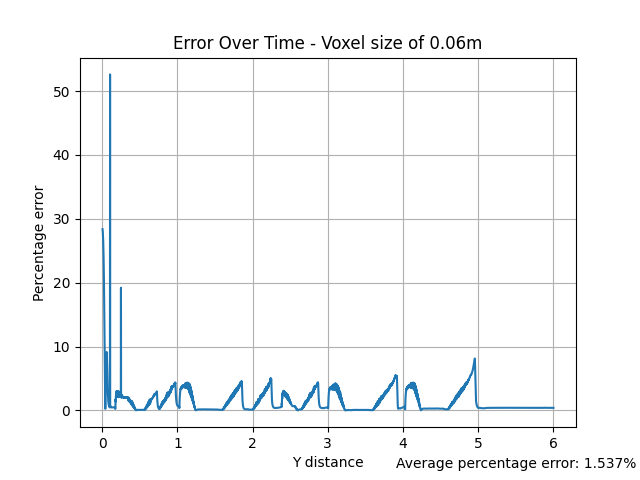 Error Over Time - Voxel size of 0.06m
Percentage error
50
40
30
20
10
0
0 1 2 3 4 5 6
Y distance
Average percentage error: 1.537%